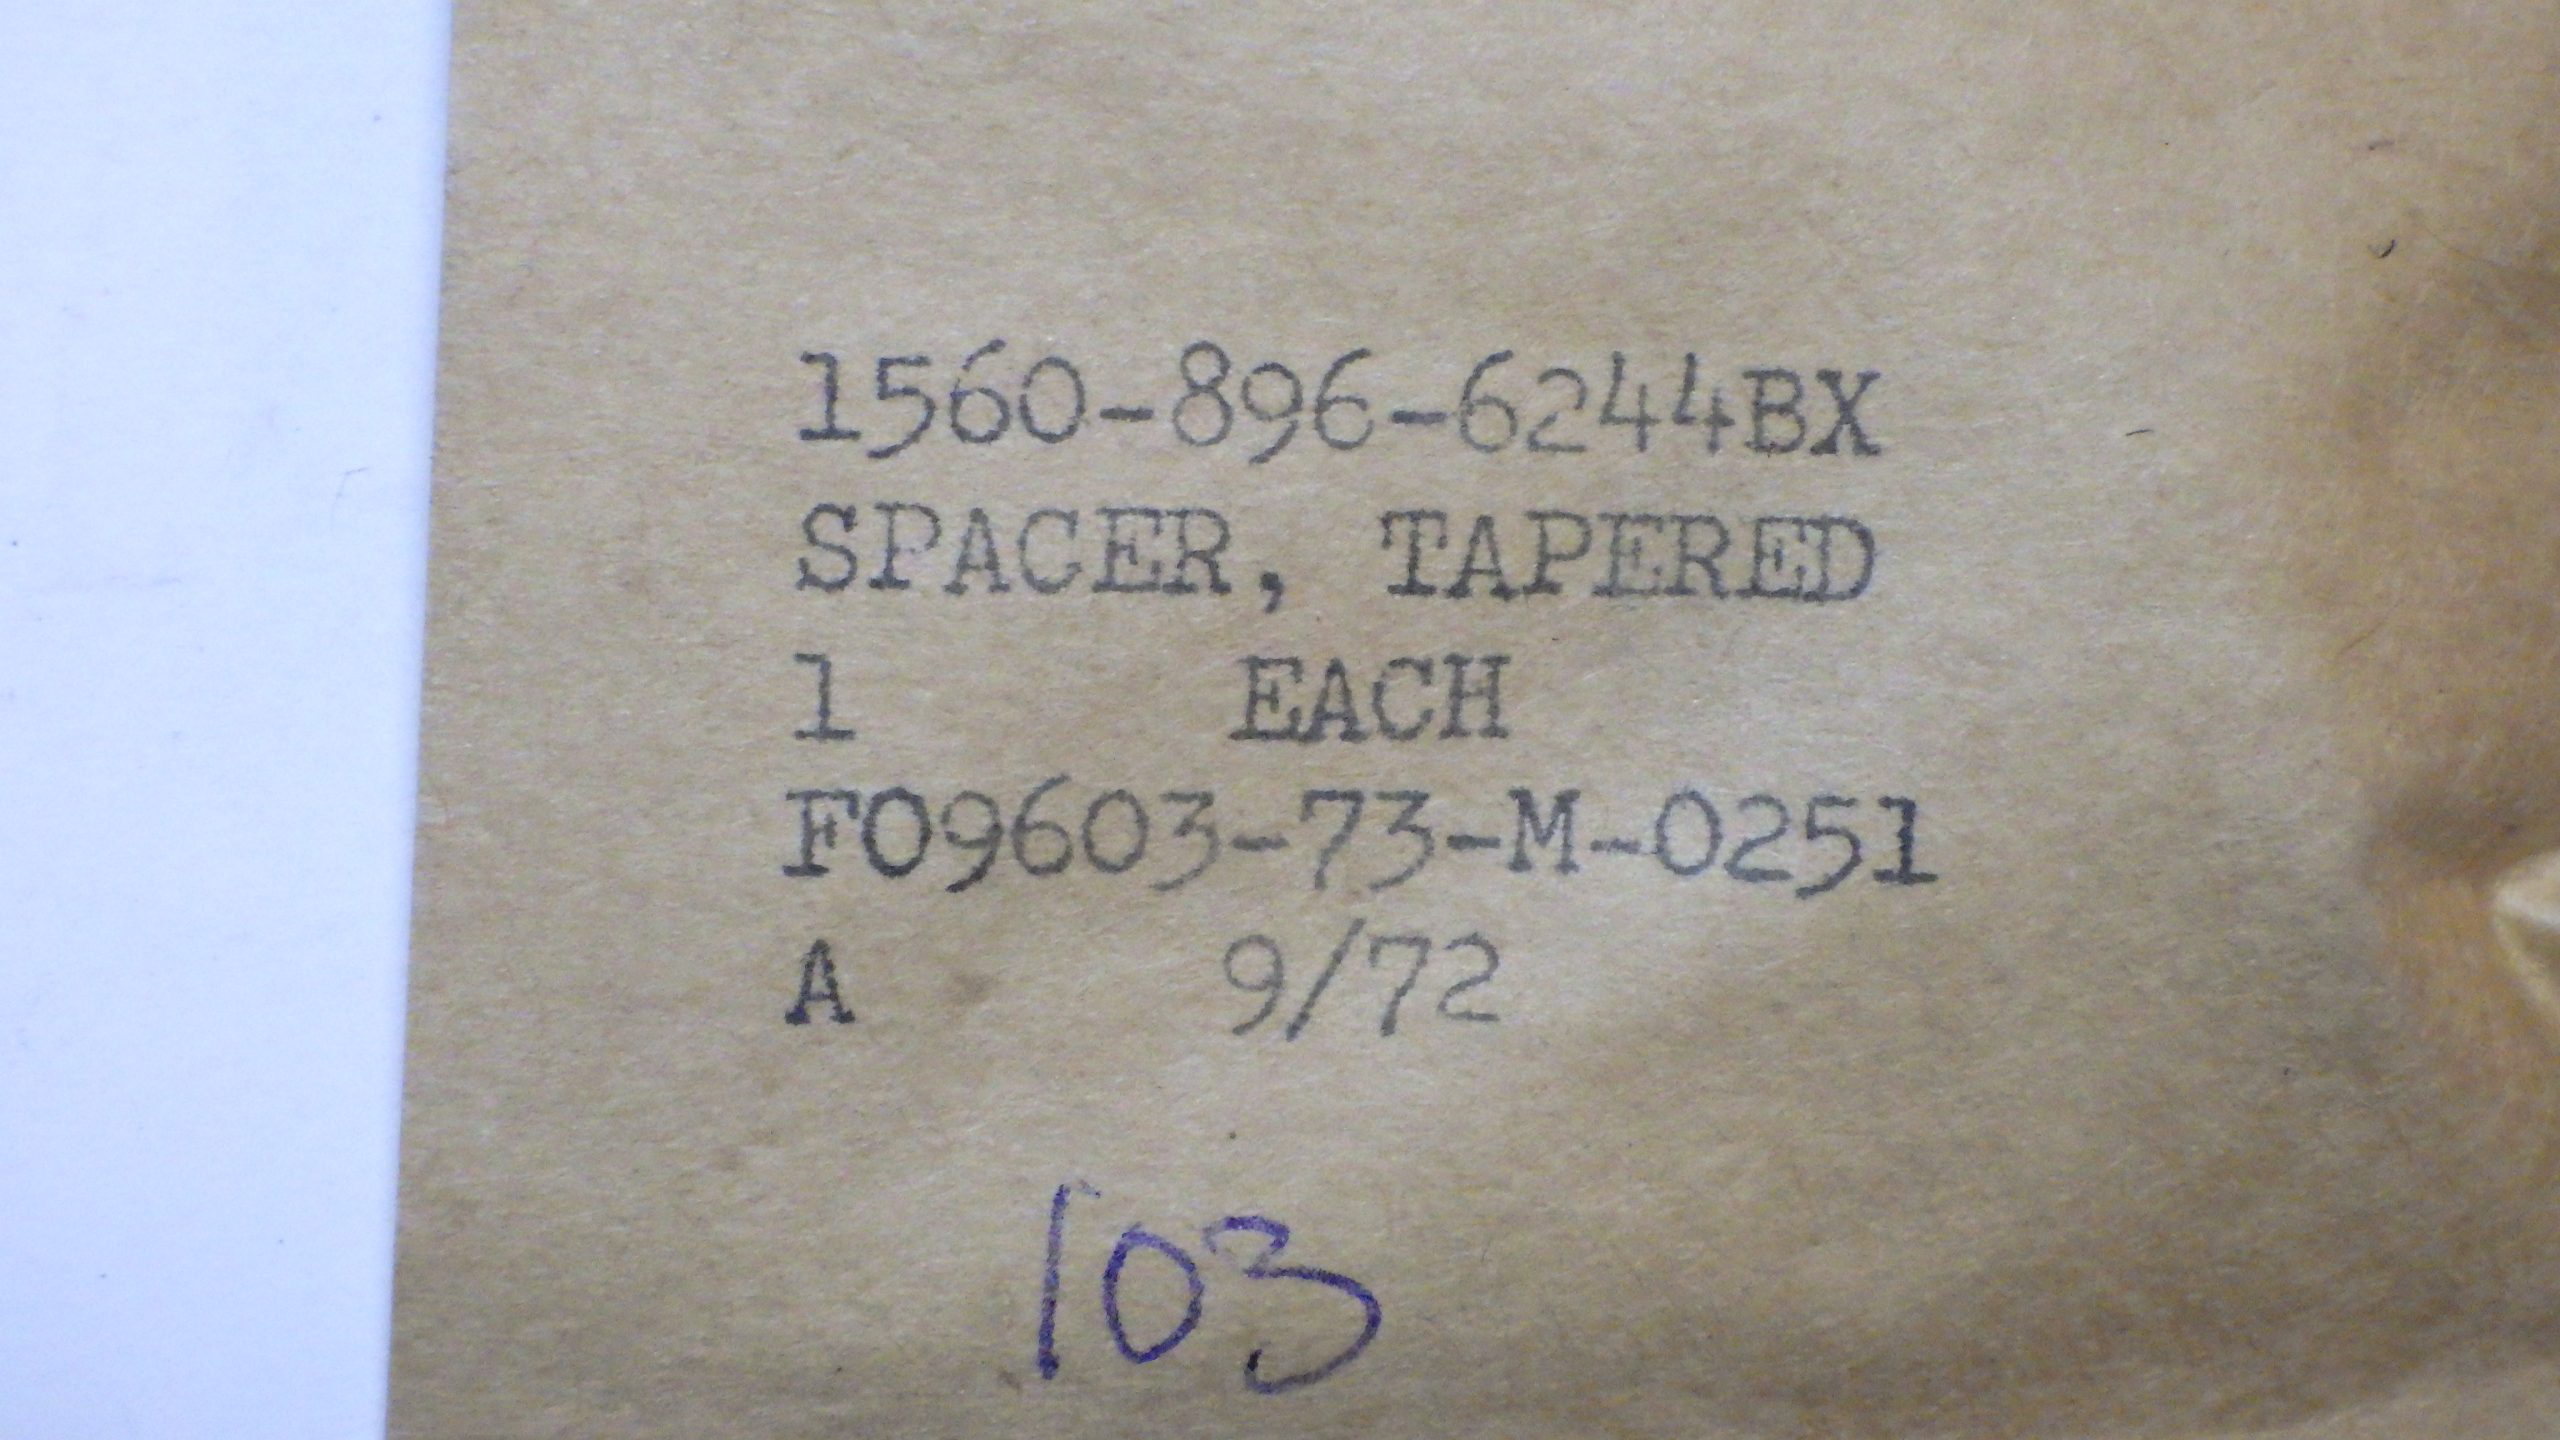 1560-896-6244BX
SPACER, TAPERED
1 EACH
F09603-73-M-0251
A 9/72
103